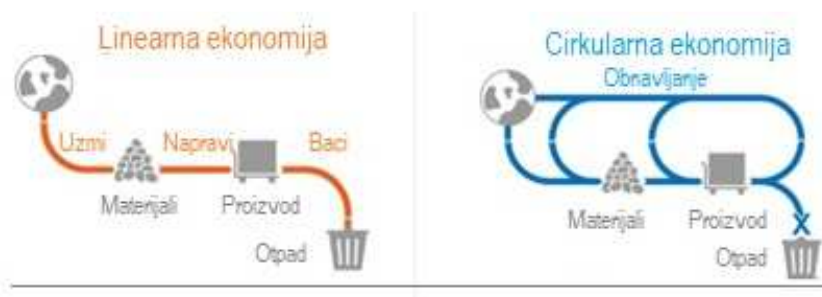 Linearna ekonomija
Uzmi
Napravi
Baci
Materijali
Proizvod
Otpad
Cirkularna ekonomija
Obnavljanje
Materijali
Proizvod
Otpad